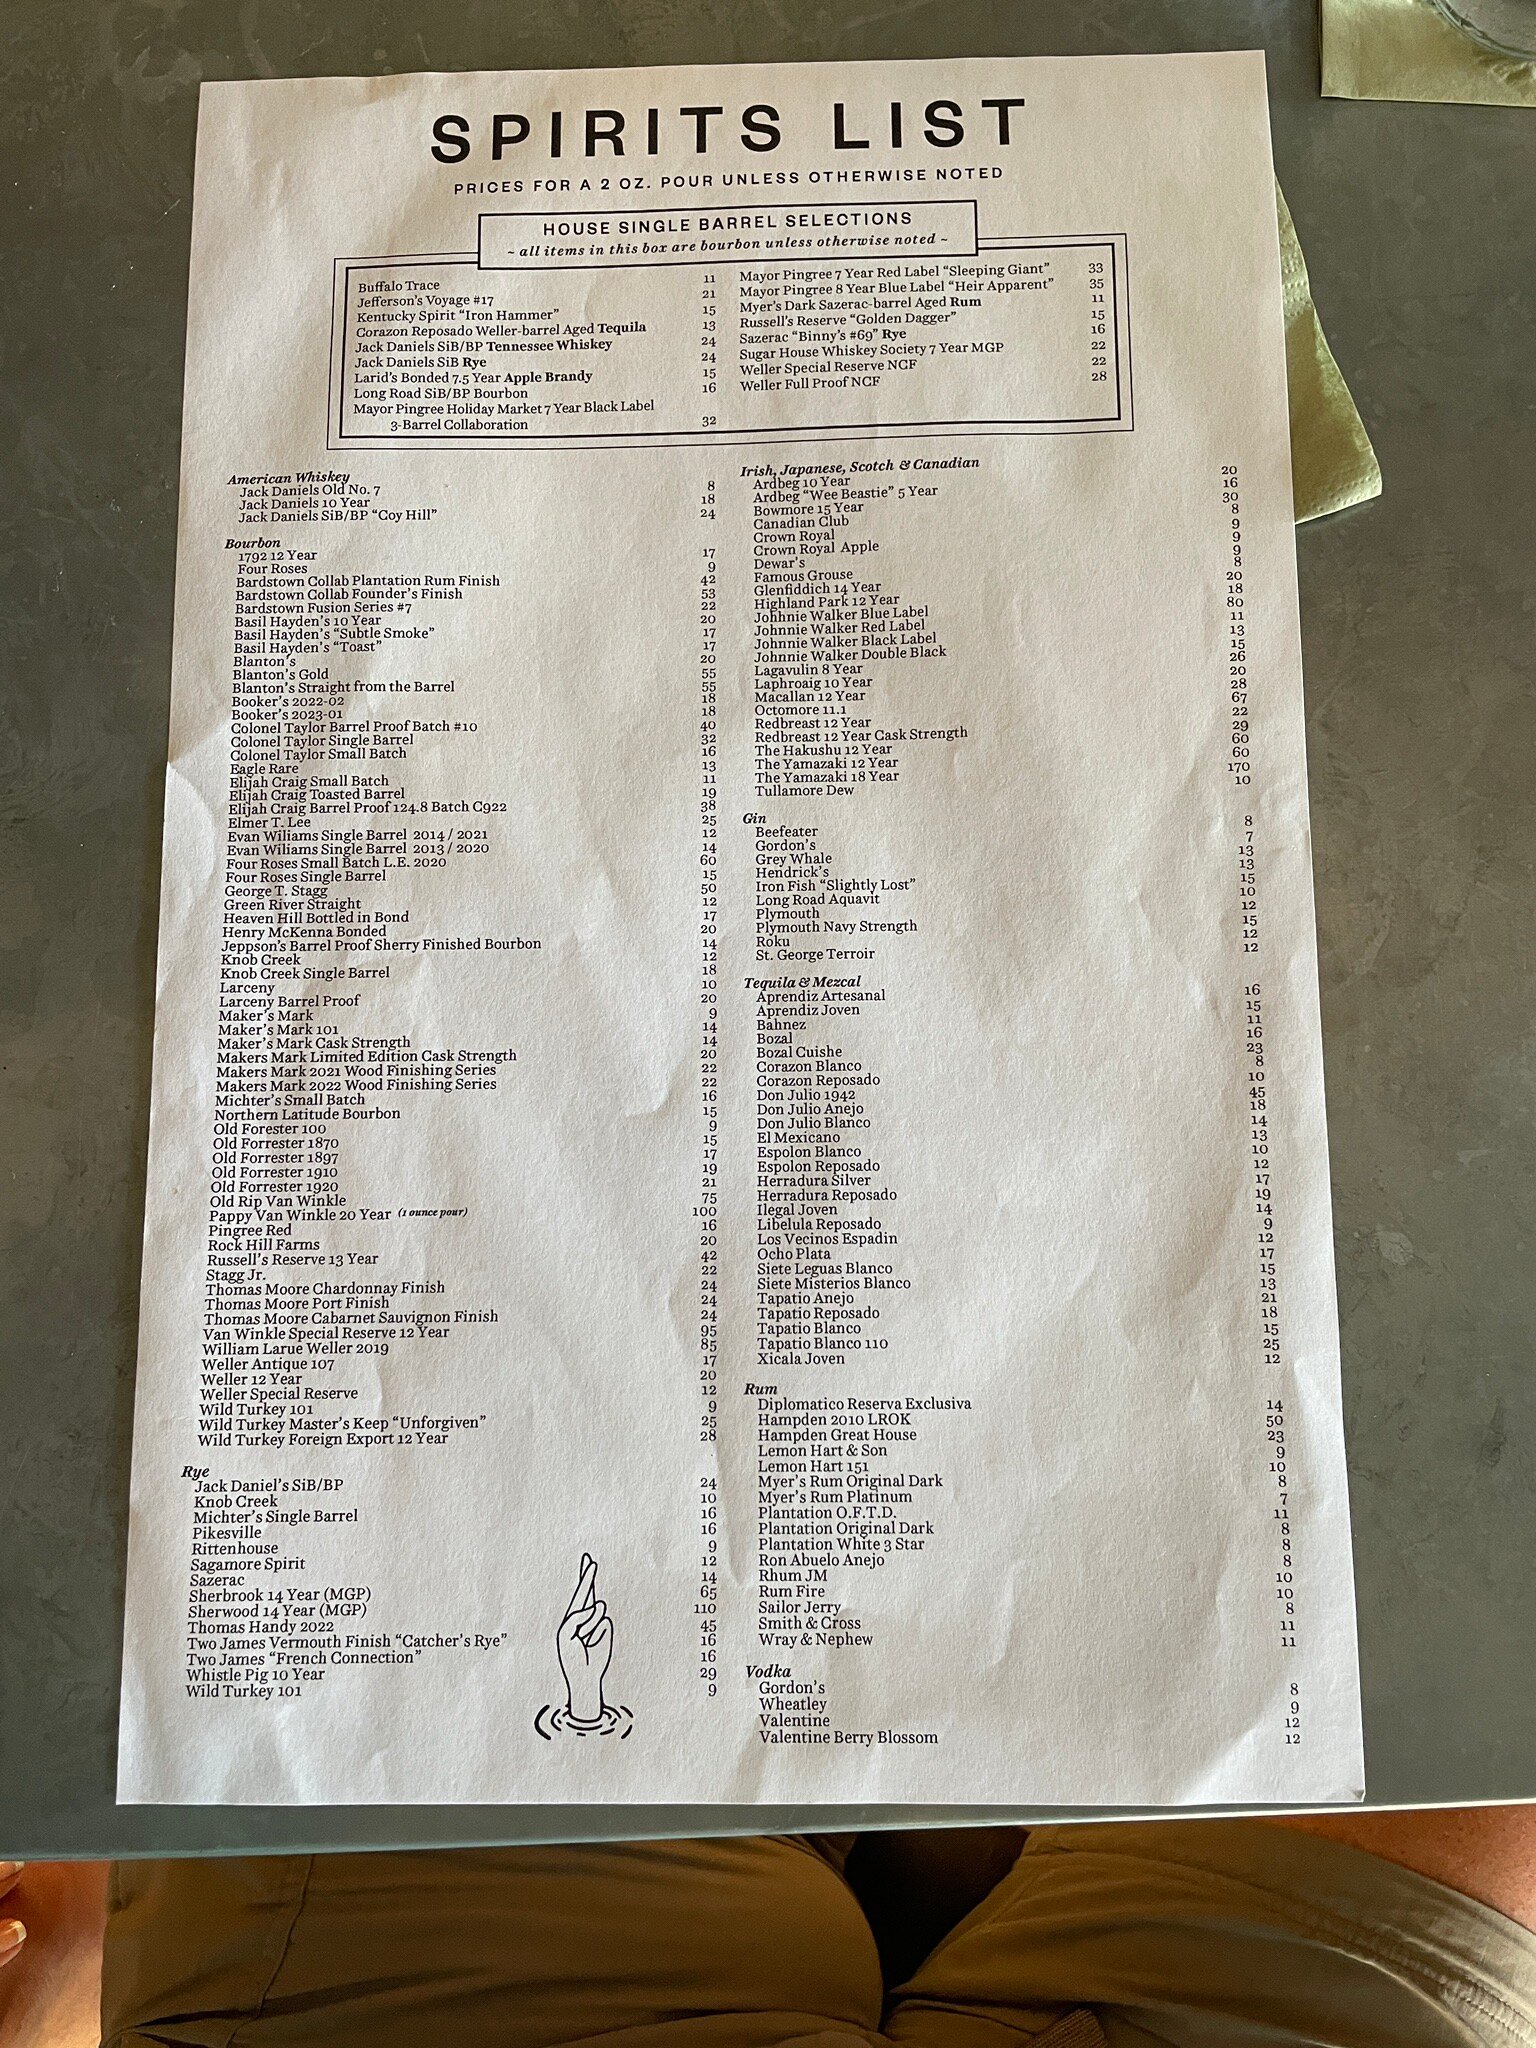 SPIRITS LIST
PRICES FOR A 2 OZ. POUR UNLESS OTHERWISE NOTED
HOUSE SINGLE BARREL SELECTIONS
~ all items in this box are bourbon unless otherwise noted ~
Buffalo Trace 11
Jefferson's Voyage #17 21
Kentucky Spirit "Iron Hammer" 15
Corazon Reposado Weller-barrel Aged Tequila 13
Jack Daniels SiB/BP Tennessee Whiskey 24
Jack Daniels SiB Rye 24
Larid's Bonded 7.5 Year Apple Brandy 15
Long Road SiB/BP Bourbon 16
Mayor Pingree Holiday Market 7 Year Black Label
3-Barrel Collaboration 32
Mayor Pingree 7 Year Red Label "Sleeping Giant" 33
Mayor Pingree 8 Year Blue Label "Heir Apparent" 35
Myer's Dark Sazerac-barrel Aged Rum 11
Russell's Reserve "Golden Dagger" 15
Sazerac "Binny's #69" Rye 16
Sugar House Whiskey Society 7 Year MGP 22
Weller Special Reserve NCF 22
Weller Full Proof NCF 28
American Whiskey
Jack Daniels Old No. 7 8
Jack Daniels 10 Year 18
Jack Daniels SiB/BP "Coy Hill" 24
Bourbon
1792 12 Year 17
Four Roses 9
Bardstown Collab Plantation Rum Finish 42
Bardstown Collab Founder's Finish 53
Bardstown Fusion Series #7 22
Basil Hayden's 10 Year 20
Basil Hayden's "Subtle Smoke" 17
Basil Hayden's "Toast" 17
Blanton's 20
Blanton's Gold 55
Blanton's Straight from the Barrel 55
Booker's 2022-02 18
Booker's 2023-01 18
Colonel Taylor Barrel Proof Batch #10 40
Colonel Taylor Single Barrel 32
Colonel Taylor Small Batch 16
Eagle Rare 13
Elijah Craig Small Batch 11
Elijah Craig Toasted Barrel 19
Elijah Craig Barrel Proof 124.8 Batch C922 38
Elmer T. Lee 25
Evan Wiliams Single Barrel 2014 / 2021 12
Evan Wiliams Single Barrel 2013 / 2020 14
Four Roses Small Batch L.E. 2020 60
Four Roses Single Barrel 15
George T. Stagg 50
Green River Straight 12
Heaven Hill Bottled in Bond 17
Henry McKenna Bonded 20
Jeppson's Barrel Proof Sherry Finished Bourbon 14
Knob Creek 12
Knob Creek Single Barrel 18
Larceny 10
Larceny Barrel Proof 20
Maker's Mark 9
Maker's Mark 101 14
Maker's Mark Cask Strength 14
Makers Mark Limited Edition Cask Strength 20
Makers Mark 2021 Wood Finishing Series 22
Makers Mark 2022 Wood Finishing Series 22
Michter's Small Batch 16
Northern Latitude Bourbon 15
Old Forester 100 9
Old Forrester 1870 15
Old Forrester 1897 17
Old Forrester 1910 19
Old Forrester 1920 21
Old Rip Van Winkle 75
Pappy Van Winkle 20 Year (1 ounce pour) 100
Pingree Red 16
Rock Hill Farms 20
Russell's Reserve 13 Year 42
Stagg Jr. 22
Thomas Moore Chardonnay Finish 24
Thomas Moore Port Finish 24
Thomas Moore Cabarnet Sauvignon Finish 24
Van Winkle Special Reserve 12 Year 95
William Larue Weller 2019 85
Weller Antique 107 17
Weller 12 Year 20
Weller Special Reserve 12
Wild Turkey 101 9
Wild Turkey Master's Keep "Unforgiven" 25
Wild Turkey Foreign Export 12 Year 28
Rye
Jack Daniel's SiB/BP 24
Knob Creek 10
Michter's Single Barrel 16
Pikesville 16
Rittenhouse 9
Sagamore Spirit 12
Sazerac 14
Sherbrook 14 Year (MGP) 65
Sherwood 14 Year (MGP) 110
Thomas Handy 2022 45
Two James Vermouth Finish "Catcher's Rye" 16
Two James "French Connection" 16
Whistle Pig 10 Year 29
Wild Turkey 101 9
Irish, Japanese, Scotch & Canadian
Ardbeg 10 Year 20
Ardbeg "Wee Beastie" 5 Year 16
Bowmore 15 Year 30
Canadian Club 8
Crown Royal 9
Crown Royal Apple 9
Dewar's 9
Famous Grouse 8
Glenfiddich 14 Year 20
Highland Park 12 Year 18
Johhnie Walker Blue Label 80
Johnnie Walker Red Label 11
Johnnie Walker Black Label 13
Johnnie Walker Double Black 15
Lagavulin 8 Year 26
Laphroaig 10 Year 20
Macallan 12 Year 28
Octomore 11.1 67
Redbreast 12 Year 22
Redbreast 12 Year Cask Strength 29
The Hakushu 12 Year 60
The Yamazaki 12 Year 60
The Yamazaki 18 Year 170
Tullamore Dew 10
Gin
Beefeater 8
Gordon's 7
Grey Whale 13
Hendrick's 13
Iron Fish "Slightly Lost" 15
Long Road Aquavit 10
Plymouth 12
Plymouth Navy Strength 15
Roku 12
St. George Terroir 12
Tequila & Mezcal
Aprendiz Artesanal 16
Aprendiz Joven 15
Bahnez 11
Bozal 16
Bozal Cuishe 23
Corazon Blanco 8
Corazon Reposado 10
Don Julio 1942 45
Don Julio Anejo 18
Don Julio Blanco 14
El Mexicano 13
Espolon Blanco 10
Espolon Reposado 12
Herradura Silver 17
Herradura Reposado 19
Ilegal Joven 14
Libelula Reposado 9
Los Vecinos Espadin 12
Ocho Plata 17
Siete Leguas Blanco 15
Siete Misterios Blanco 13
Tapatio Anejo 21
Tapatio Reposado 18
Tapatio Blanco 15
Tapatio Blanco 110 25
Xicala Joven 12
Rum
Diplomatico Reserva Exclusiva 14
Hampden 2010 LROK 50
Hampden Great House 23
Lemon Hart & Son 9
Lemon Hart 151 10
Myer's Rum Original Dark 8
Myer's Rum Platinum 7
Plantation O.F.T.D. 11
Plantation Original Dark 8
Plantation White 3 Star 8
Ron Abuelo Anejo 8
Rhum JM 10
Rum Fire 10
Sailor Jerry 8
Smith & Cross 11
Wray & Nephew 11
Vodka
Gordon's 8
Wheatley 9
Valentine 12
Valentine Berry Blossom 12